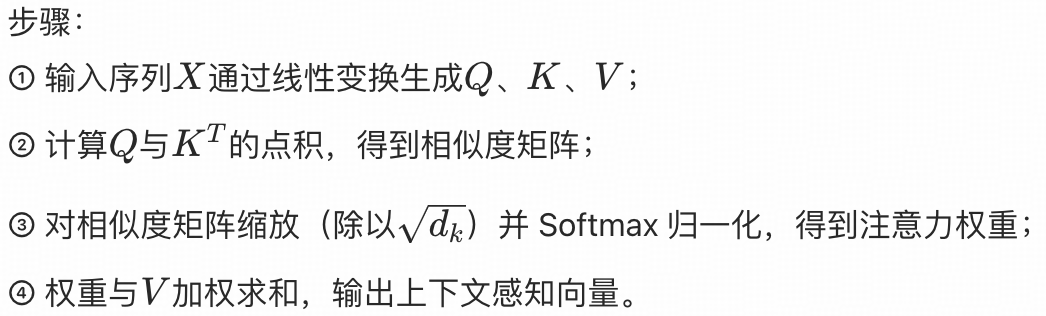 步骤：
① 输入序列X通过线性变换生成Q、K、V；
② 计算Q与K^T的点积，得到相似度矩阵；
③ 对相似度矩阵缩放（除以√d_k）并 Softmax 归一化，得到注意力权重；
④ 权重与V加权求和，输出上下文感知向量。